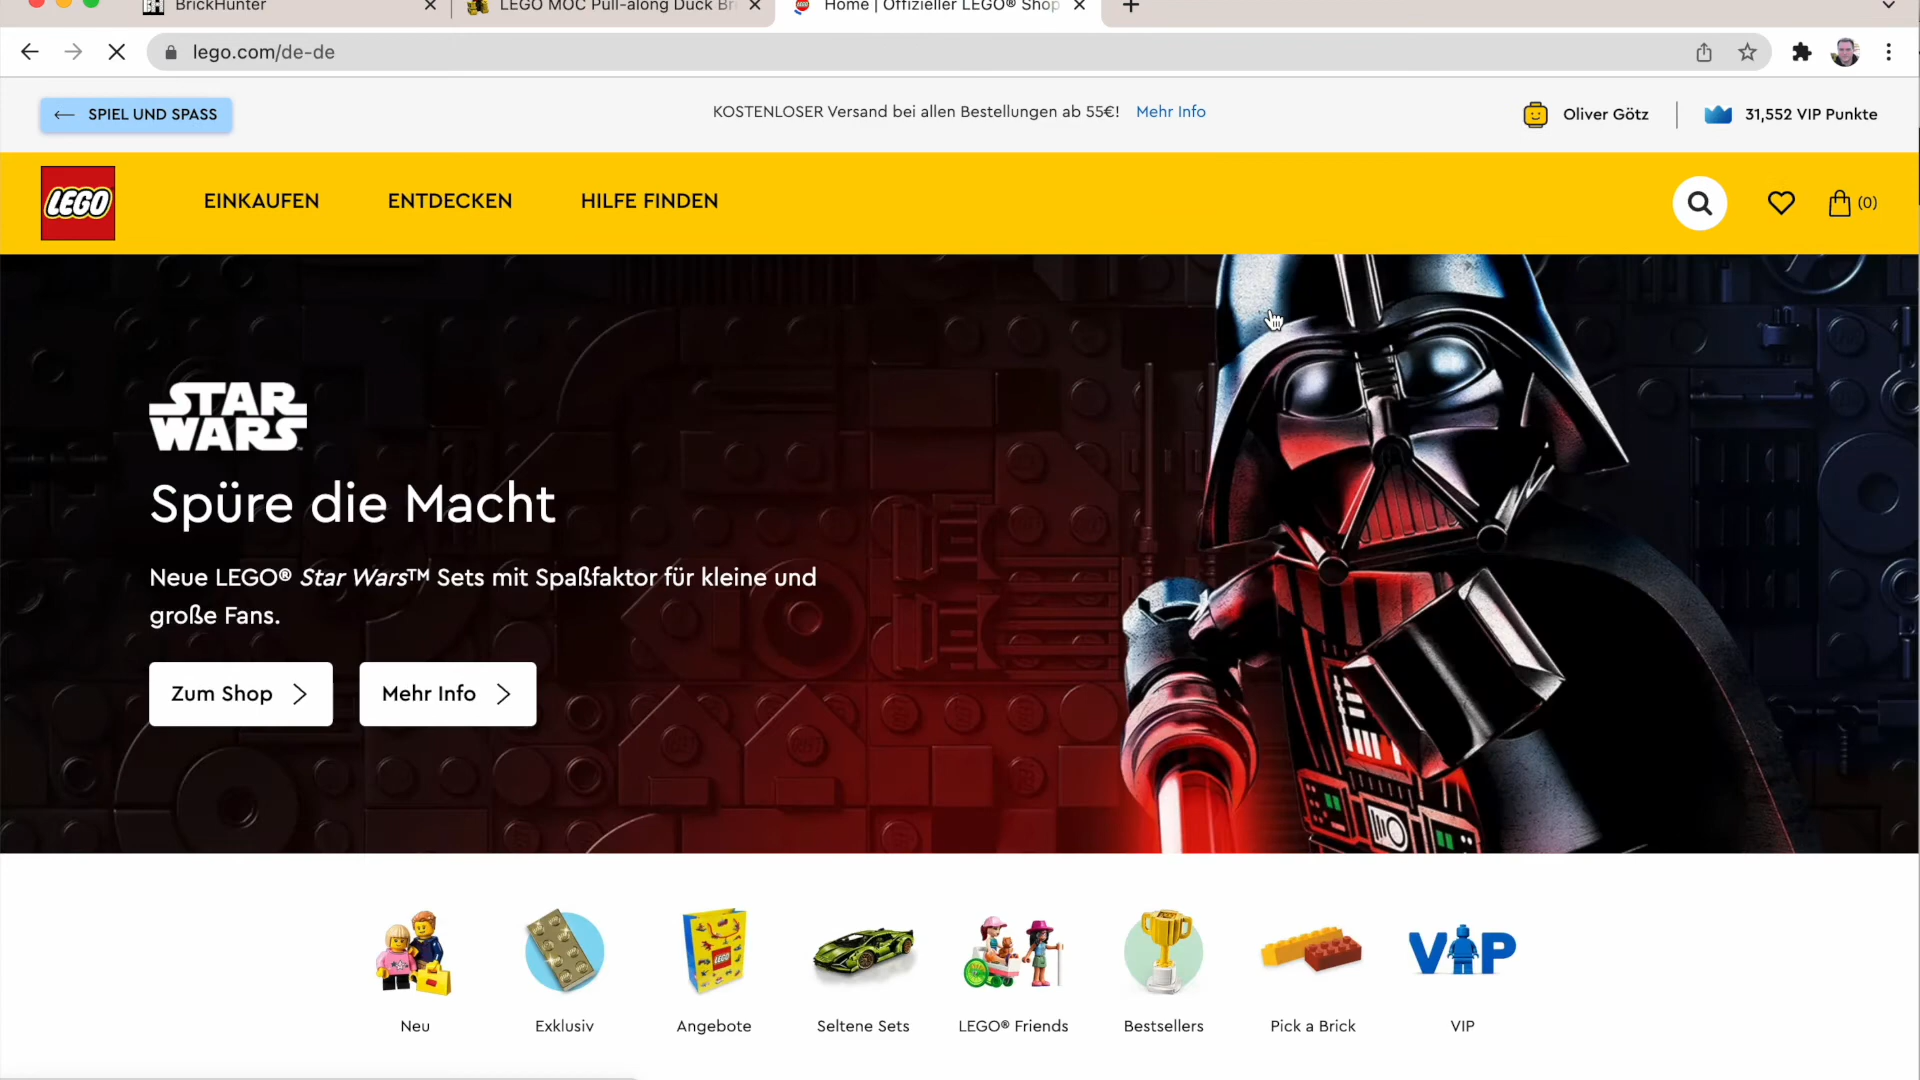 BrickHunter
LEGO MOC Pull-along Duck Br
Home | Offizieller LEGO® Shop
lego.com/de-de
SPIEL UND SPASS
KOSTENLOSER Versand bei allen Bestellungen ab 55€! Mehr Info
Oliver Götz
31,552 VIP Punkte
LEGO
EINKAUFEN
ENTDECKEN
HILFE FINDEN
(0)
STAR
WARS
Spüre die Macht
Neue LEGO® Star Wars™ Sets mit Spaßfaktor für kleine und
große Fans.
Zum Shop
Mehr Info
LEGO
VIP
Neu
Exklusiv
Angebote
Seltene Sets
LEGO® Friends
Bestsellers
Pick a Brick
VIP